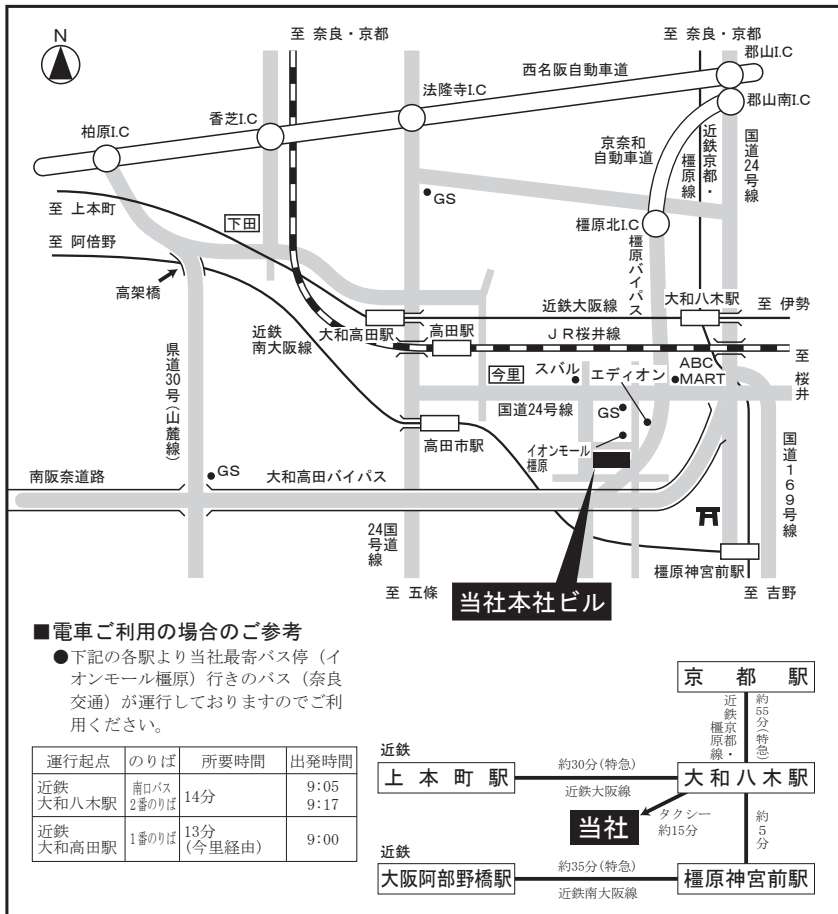 N
至 奈良・京都
至 奈良・京都
郡山I.C
西名阪自動車道
法隆寺I.C
郡山南I.C
香芝I.C
柏原I.C
京奈和
自動車道
近鉄京都・
橿原線
国道24号線
GS
至 上本町
下田
橿原北I.C
至 阿倍野
橿原バイパス
高架橋
大和八木駅
近鉄大阪線
至 伊勢
近鉄
南大阪線
大和高田駅
高田駅
JR桜井線
至 桜井
県道30号(山麓線)
今里
スバル
エディオン
ABC
MART
国道24号線
GS
高田市駅
イオンモール
橿原
国道169号線
GS
南阪奈道路
大和高田バイパス
国道
24号線
橿原神宮前駅
至 五條
当社本社ビル
至 吉野
■電車ご利用の場合のご参考
●下記の各駅より当社最寄バス停（イ
オンモール橿原）行きのバス（奈良
交通）が運行しておりますのでご利
用ください。
運行起点 のりば 所要時間 出発時間
近鉄
大和八木駅
南口バス
2番のりば
14分
9:05
9:17
近鉄
大和高田駅
1番のりば
13分
(今里経由)
9:00
京都駅
近鉄京都・
橿原線
約55分(特急)
近鉄
上本町駅
約30分(特急)
近鉄大阪線
大和八木駅
当社
タクシー
約15分
約5分
近鉄
大阪阿部野橋駅
約35分(特急)
近鉄南大阪線
橿原神宮前駅